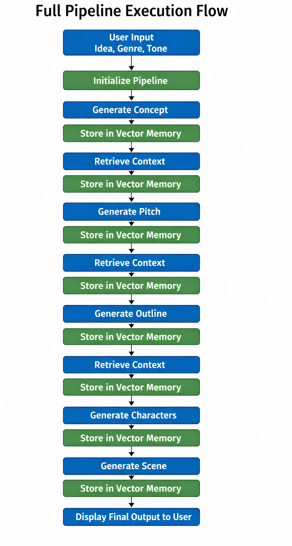 Full Pipeline Execution Flow
User Input
Idea, Genre, Tone
Initialize Pipeline
Generate Concept
Store in Vector Memory
Retrieve Context
Store in Vector Memory
Generate Pitch
Store in Vector Memory
Retrieve Context
Store in Vector Memory
Generate Outline
Store in Vector Memory
Retrieve Context
Store in Vector Memory
Generate Characters
Store in Vector Memory
Generate Scene
Store in Vector Memory
Display Final Output to User